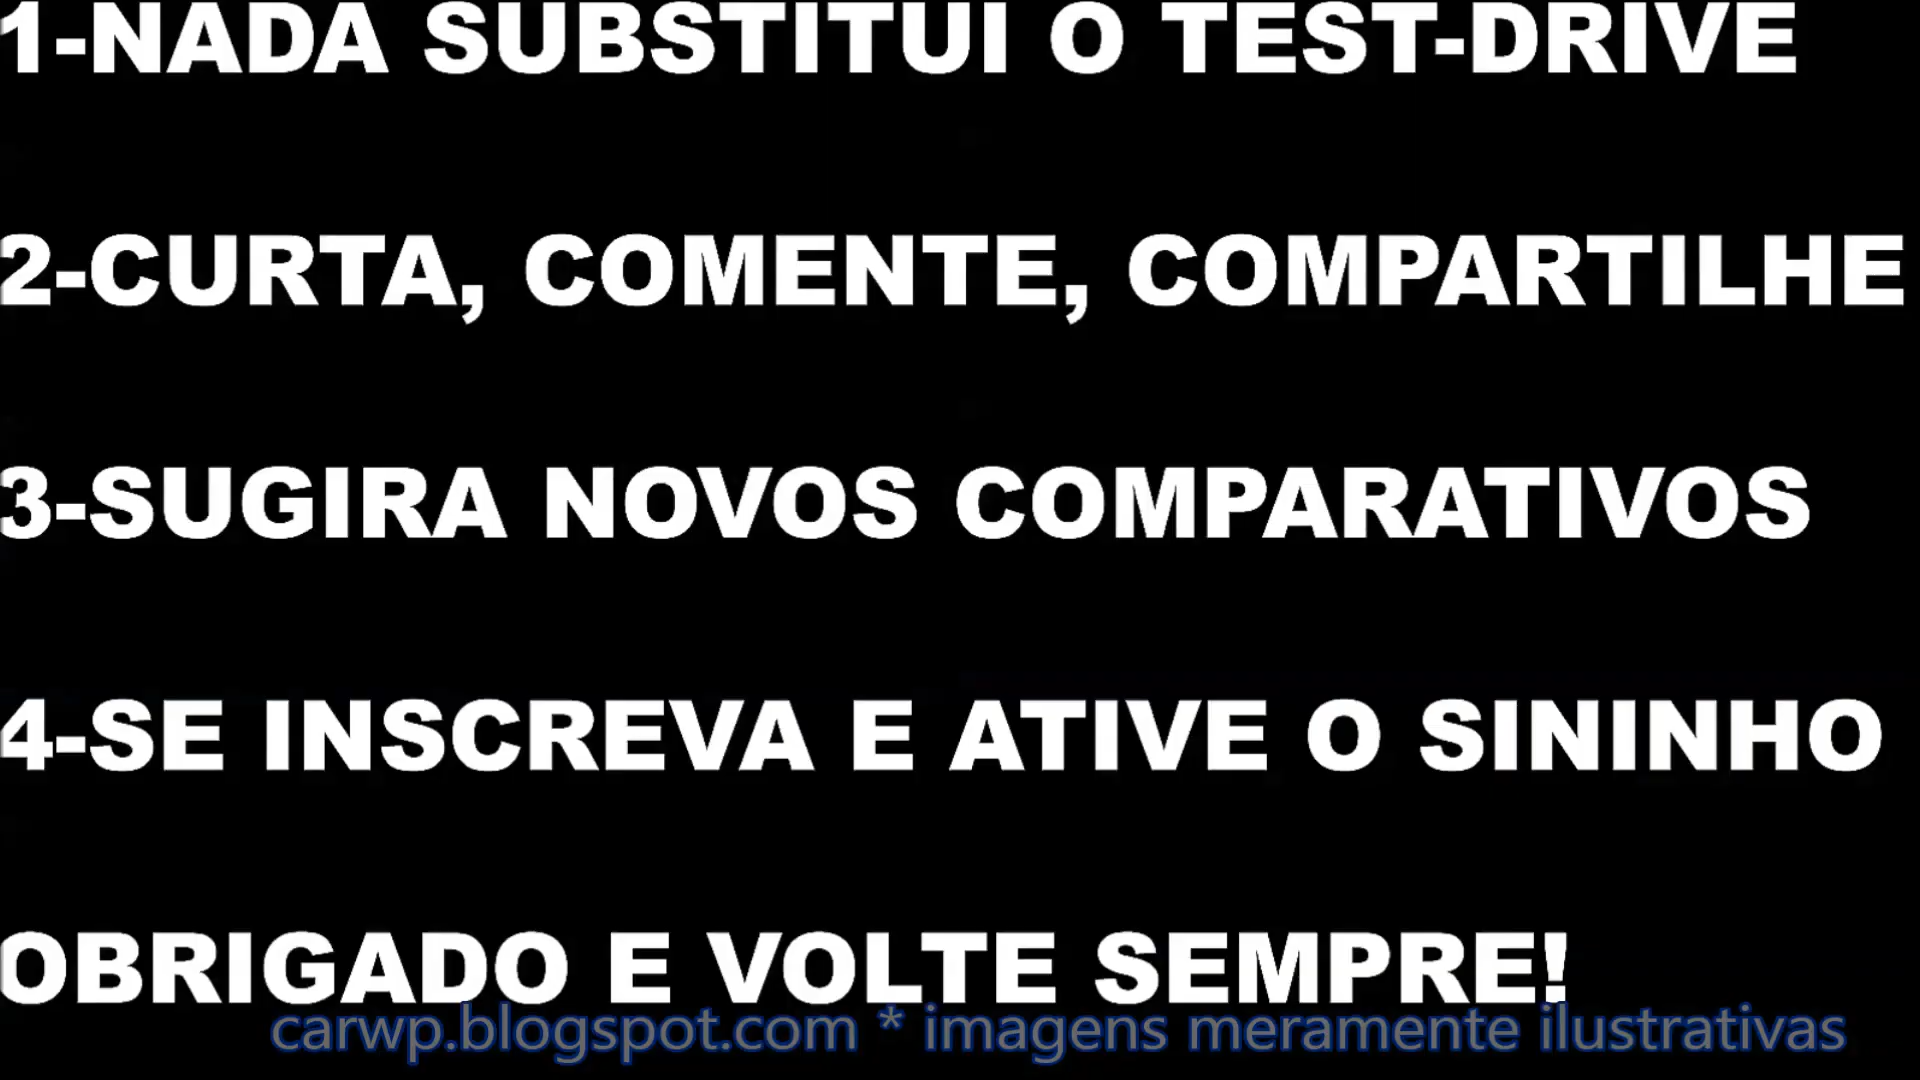 1-NADA SUBSTITUI O TEST-DRIVE
2-CURTA, COMENTE, COMPARTILHE
3-SUGIRA NOVOS COMPARATIVOS
4-SE INSCREVA E ATIVE O SININHO
OBRIGADO E VOLTE SEMPRE!
carwp.blogspot.com * imagens meramente ilustrativas